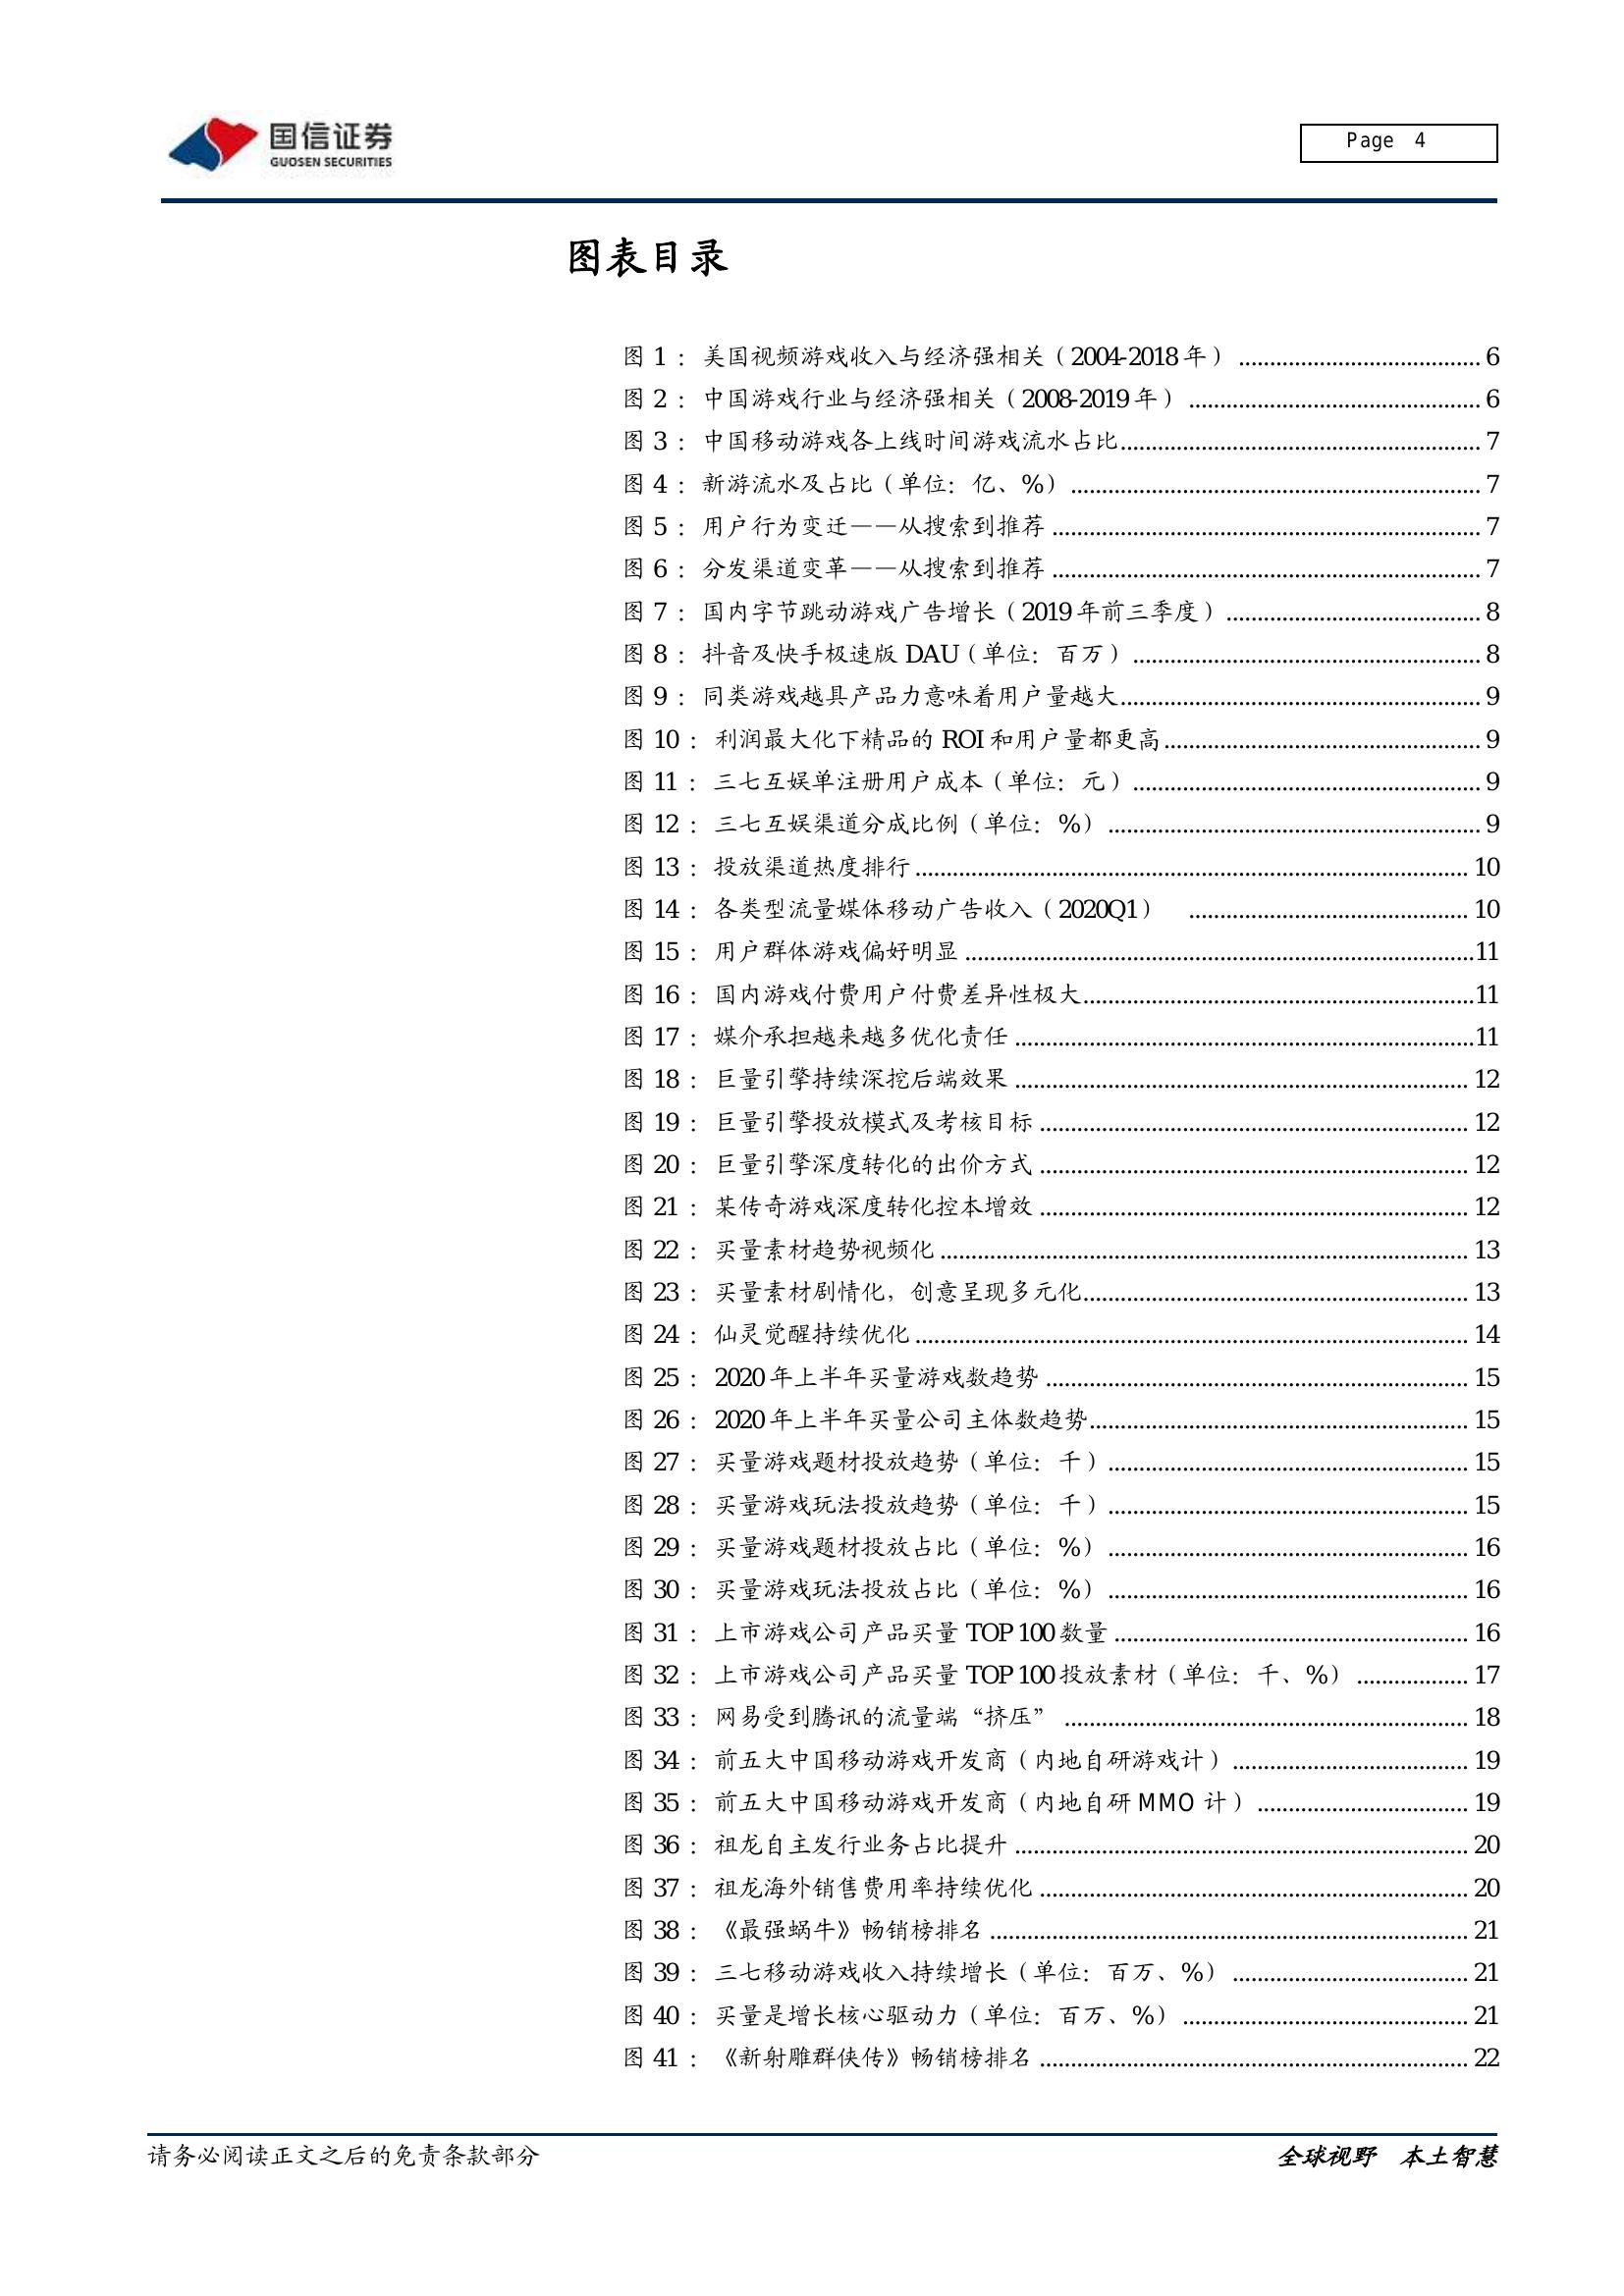 国信证券
GUOSEN SECURITIES
Page 4
图表目录
图 1 : 美国视频游戏收入与经济强相关（2004-2018 年） ........................................ 6
图 2 : 中国游戏行业与经济强相关（2008-2019 年） ........................................ 6
图 3 : 中国移动游戏各上线时间游戏流水占比........................................ 7
图 4 : 新游流水及占比（单位：亿、%） ........................................ 7
图 5 : 用户行为变迁——从搜索到推荐 ........................................ 7
图 6 : 分发渠道变革——从搜索到推荐 ........................................ 7
图 7 : 国内字节跳动游戏广告增长（2019 年前三季度） ........................................ 8
图 8 : 抖音及快手极速版 DAU（单位：百万） ........................................ 8
图 9 : 同类游戏越具产品力意味着用户量越大........................................ 9
图 10 : 利润最大化下精品的 ROI 和用户量都更高........................................ 9
图 11 : 三七互娱单注册用户成本（单位：元） ........................................ 9
图 12 : 三七互娱渠道分成比例（单位：%） ........................................ 9
图 13 : 投放渠道热度排行 ........................................ 10
图 14 : 各类型流量媒体移动广告收入（2020Q1） ........................................ 10
图 15 : 用户群体游戏偏好明显 ........................................11
图 16 : 国内游戏付费用户付费差异性极大........................................11
图 17 : 媒介承担越来越多优化责任 ........................................11
图 18 : 巨量引擎持续深挖后端效果 ........................................ 12
图 19 : 巨量引擎投放模式及考核目标 ........................................ 12
图 20 : 巨量引擎深度转化的出价方式 ........................................ 12
图 21 : 某传奇游戏深度转化控本增效 ........................................ 12
图 22 : 买量素材趋势视频化 ........................................ 13
图 23 : 买量素材剧情化，创意呈现多元化........................................ 13
图 24 : 仙灵觉醒持续优化 ........................................ 14
图 25 : 2020 年上半年买量游戏数趋势 ........................................ 15
图 26 : 2020 年上半年买量公司主体数趋势........................................ 15
图 27 : 买量游戏题材投放趋势（单位：千） ........................................ 15
图 28 : 买量游戏玩法投放趋势（单位：千） ........................................ 15
图 29 : 买量游戏题材投放占比（单位：%） ........................................ 16
图 30 : 买量游戏玩法投放占比（单位：%） ........................................ 16
图 31 : 上市游戏公司产品买量 TOP 100 数量 ........................................ 16
图 32 : 上市游戏公司产品买量 TOP 100 投放素材（单位：千、%） .................... 17
图 33 : 网易受到腾讯的流量端“挤压” ........................................ 18
图 34 : 前五大中国移动游戏开发商（内地自研游戏计） ........................................ 19
图 35 : 前五大中国移动游戏开发商（内地自研 MMO 计） ........................................ 19
图 36 : 祖龙自主发行业务占比提升 ........................................ 20
图 37 : 祖龙海外销售费用率持续优化 ........................................ 20
图 38 : 《最强蜗牛》畅销榜排名 ........................................ 21
图 39 : 三七移动游戏收入持续增长（单位：百万、%） ........................................ 21
图 40 : 买量是增长核心驱动力（单位：百万、%） ........................................ 21
图 41 : 《新射雕群侠传》畅销榜排名 ........................................ 22
请务必阅读正文之后的免责条款部分
全球视野 本土智慧